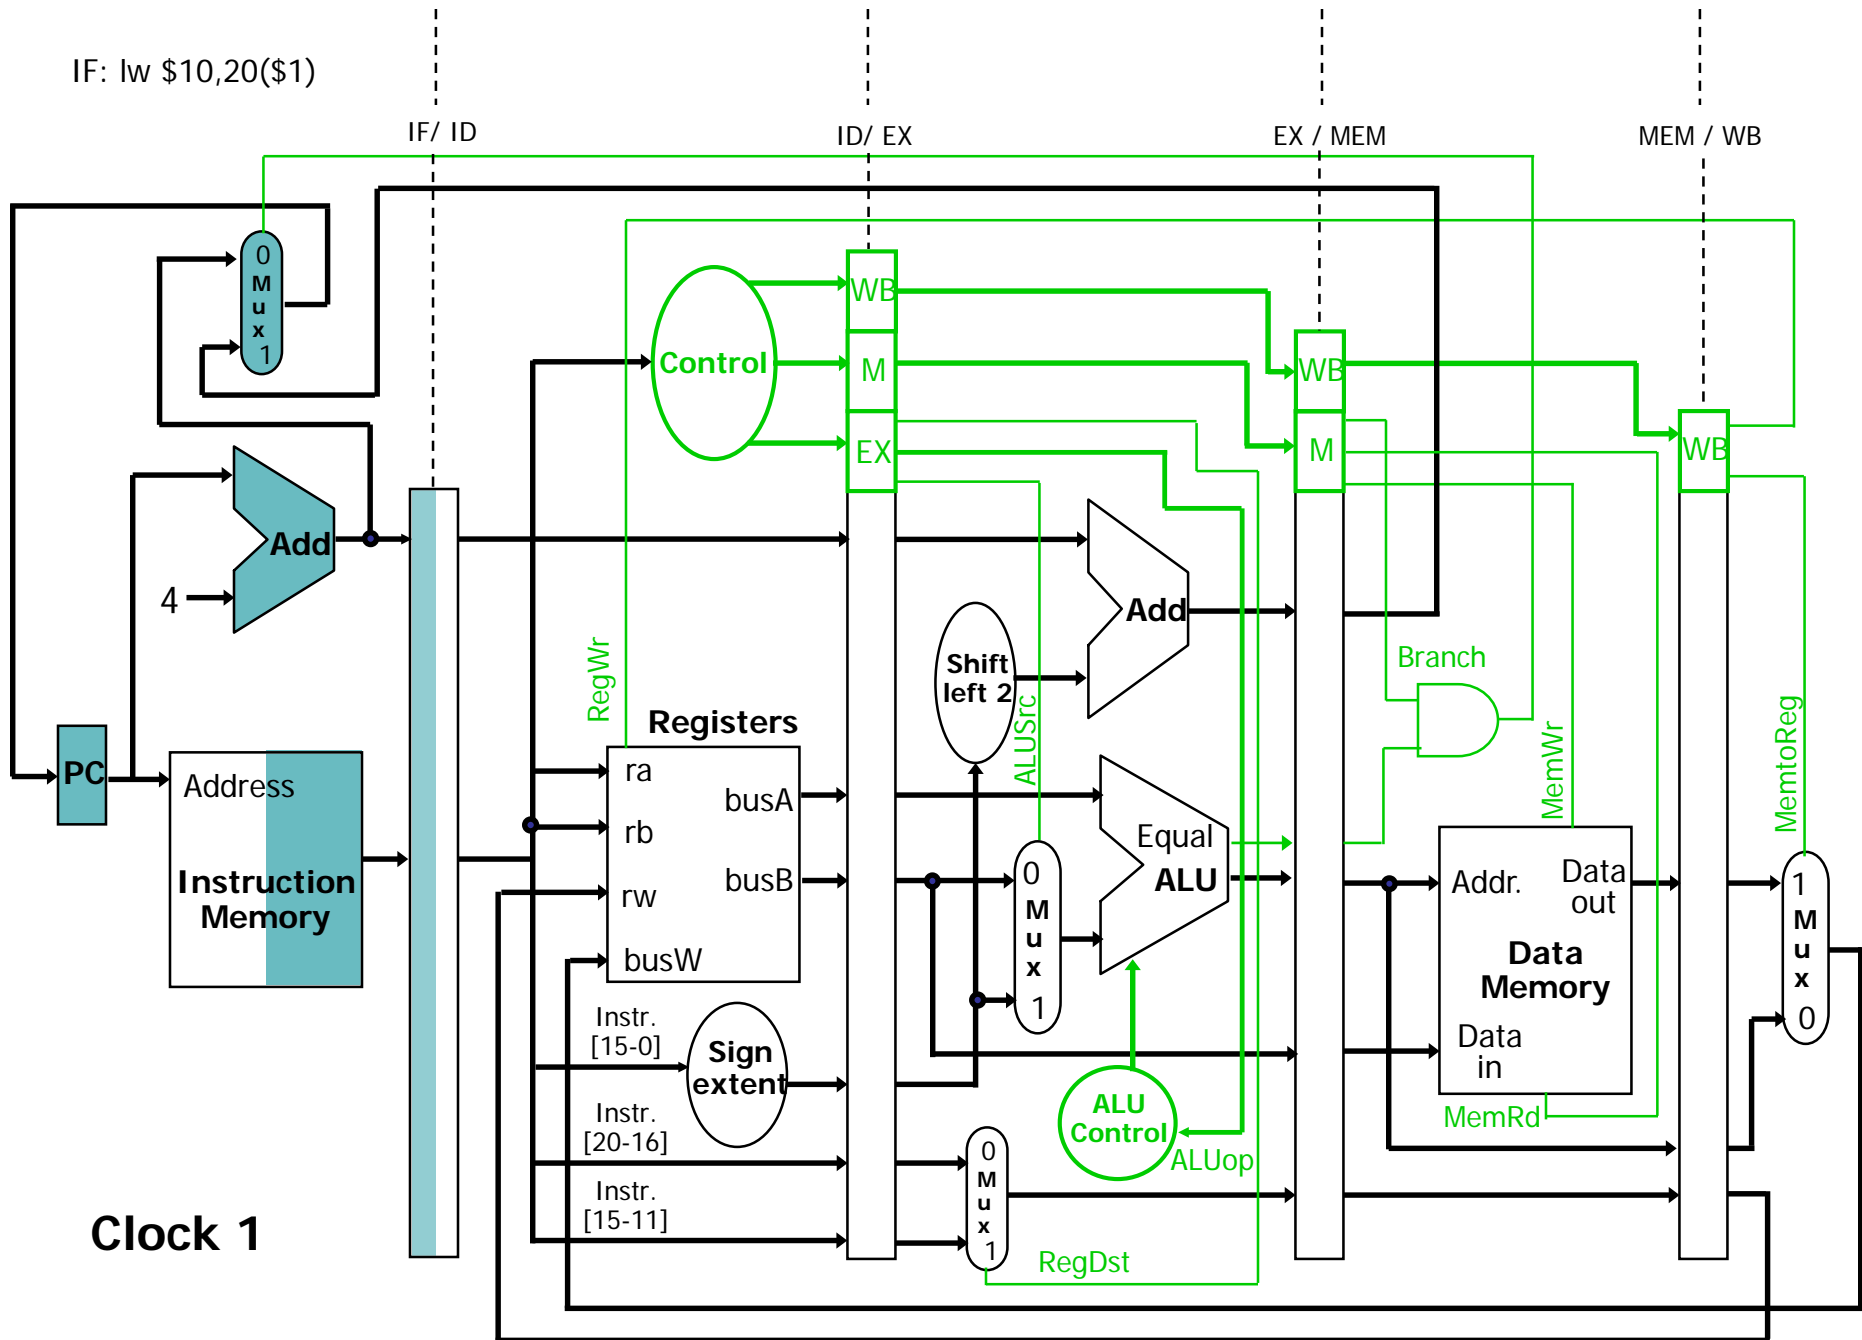 IF: lw $10,20($1)
IF/ ID
ID/ EX
EX / MEM
MEM / WB
0
M
u
x
1
WB
Control
M
EX
WB
M
WB
Add
4
Add
Shift
left 2
Branch
RegWr
ALUSrc
MemWr
MemtoReg
PC
Address
Instruction
Memory
Registers
ra
rb
rw
busW
busA
busB
0
M
u
x
1
Equal
ALU
Addr.
Data
out
Data
Memory
Data
in
MemRd
1
M
u
x
0
Instr.
[15-0]
Sign
extent
Instr.
[20-16]
Instr.
[15-11]
ALU
Control
ALUop
0
M
u
x
1
RegDst
Clock 1